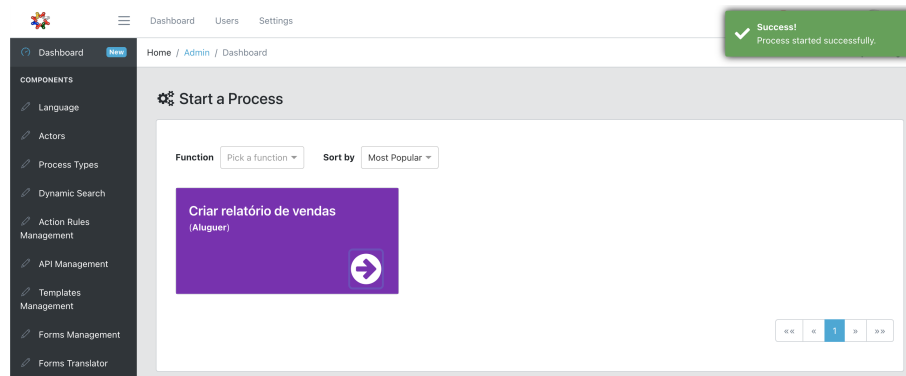 Dashboard Users Settings
Success!
Process started successfully.
Dashboard New
Home / Admin / Dashboard
COMPONENTS
Language
Actors
Process Types
Dynamic Search
Action Rules
Management
API Management
Templates
Management
Forms Management
Forms Translator
Start a Process
Function Pick a function Sort by Most Popular
Criar relatório de vendas
(Aluguer)
«« « 1 » »»